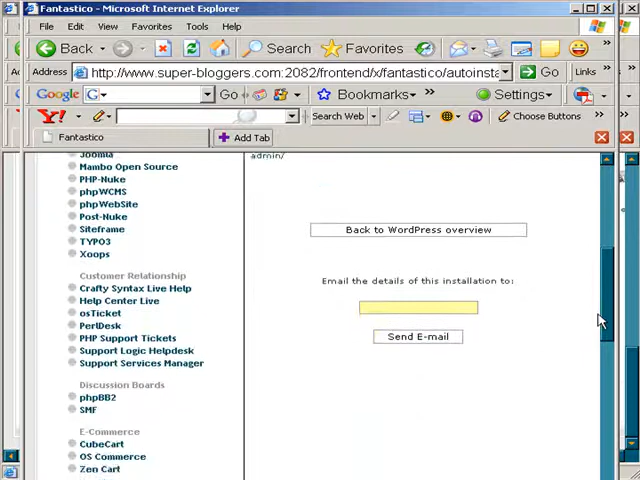 Fantastico - Microsoft Internet Explorer
File Edit View Favorites Tools Help
Back Search Favorites
Address http://www.super-bloggers.com:2082/frontend/x/fantastico/autoinsta Go Links
Google G Go Bookmarks Settings
Y! Search Web Choose Buttons
Fantastico Add Tab
Joomla
admin/
Mambo Open Source
PHP-Nuke
phpWCMS
phpWebSite
Post-Nuke
Siteframe
TYPO3
Xoops
Back to WordPress overview
Customer Relationship
Crafty Syntax Live Help
Help Center Live
osTicket
PerlDesk
PHP Support Tickets
Support Logic Helpdesk
Support Services Manager
Email the details of this installation to:
Send E-mail
Discussion Boards
phpBB2
SMF
E-Commerce
CubeCart
OS Commerce
Zen Cart